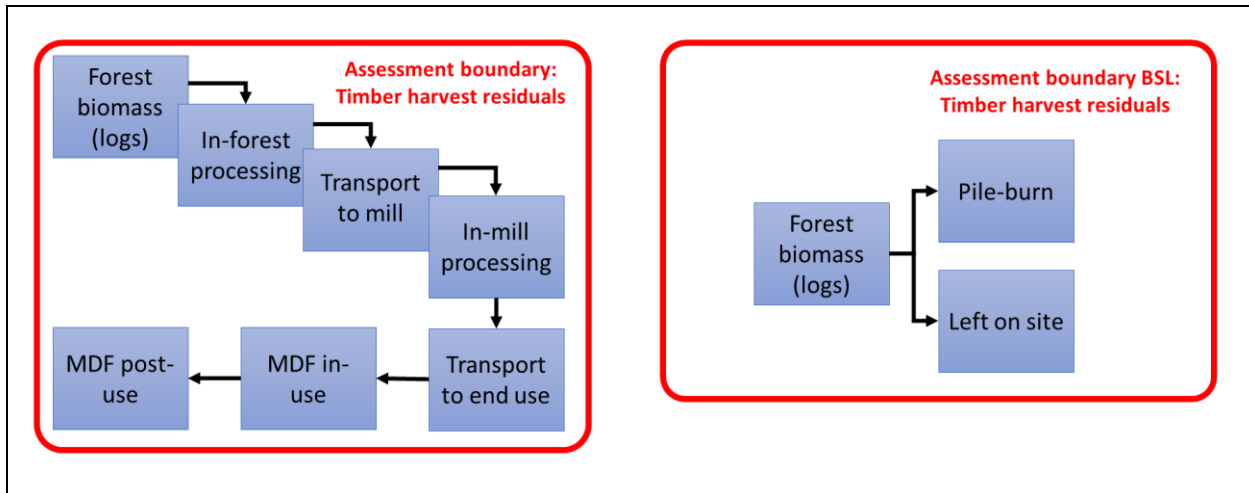 Assessment boundary:
Timber harvest residuals
Forest
biomass
(logs)
In-forest
processing
Transport
to mill
In-mill
processing
MDF post-
use
MDF in-
use
Transport
to end use
Assessment boundary BSL:
Timber harvest residuals
Forest
biomass
(logs)
Pile-burn
Left on site